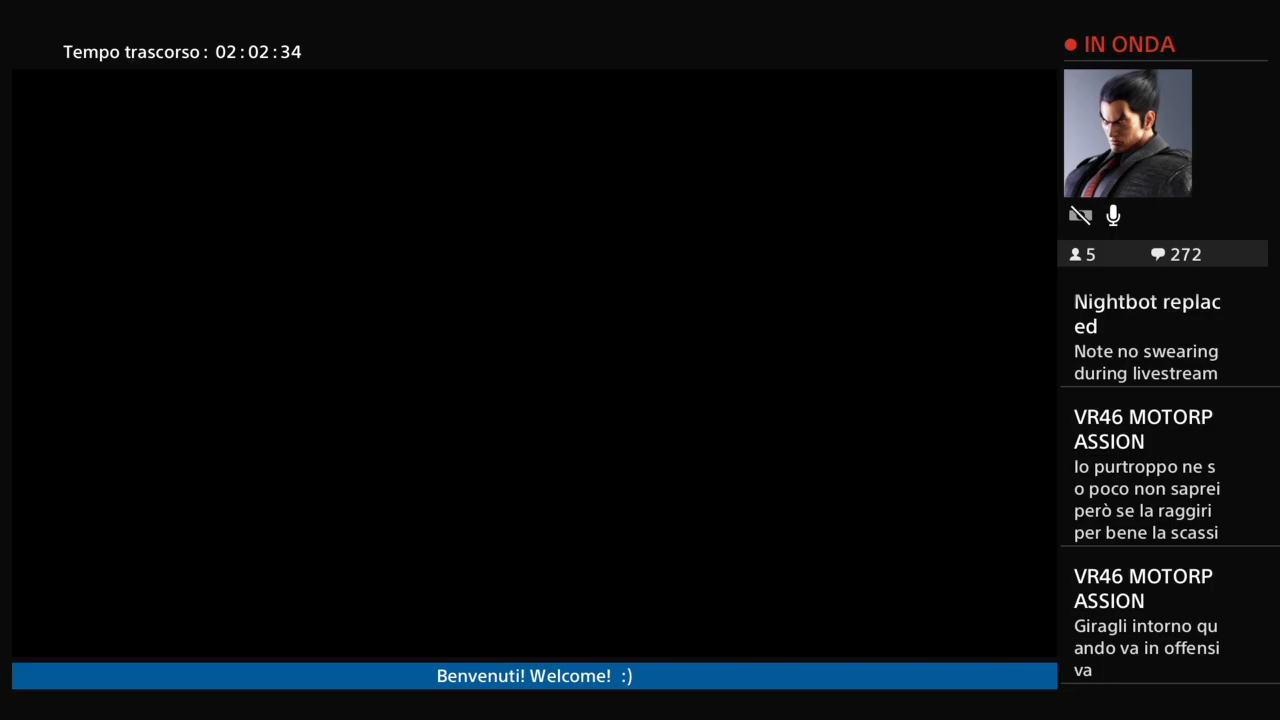 Tempo trascorso : 02:02:34
IN ONDA
5 272
Nightbot replac
ed
Note no swearing
during livestream
VR46 MOTORP
ASSION
Io purtroppo ne s
o poco non saprei
però se la raggiri
per bene la scassi
VR46 MOTORP
ASSION
Giragli intorno qu
ando va in offensi
va
Benvenuti! Welcome! :)